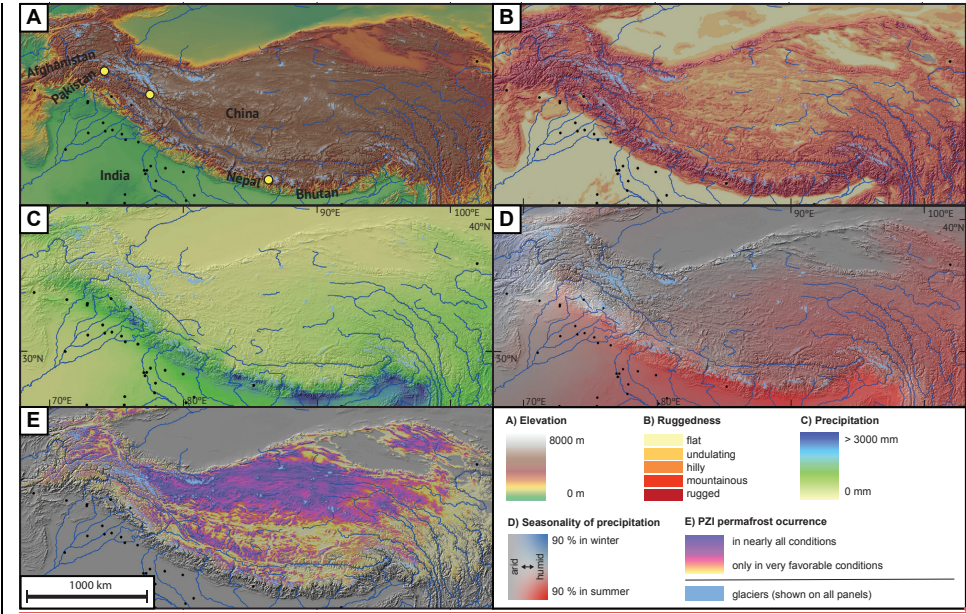 A
Afghanistan
Pakistan
China
India
Nepal
Bhutan
B
C
90°E
100°E
40°N
30°N
70°E
80°E
D
90°E
100°E
40°N
30°N
70°E
80°E
E
1000 km
A) Elevation
8000 m
0 m
B) Ruggedness
flat
undulating
hilly
mountainous
rugged
C) Precipitation
> 3000 mm
0 mm
D) Seasonality of precipitation
90 % in winter
arid
humid
90 % in summer
E) PZI permafrost ocurrence
in nearly all conditions
only in very favorable conditions
glaciers (shown on all panels)